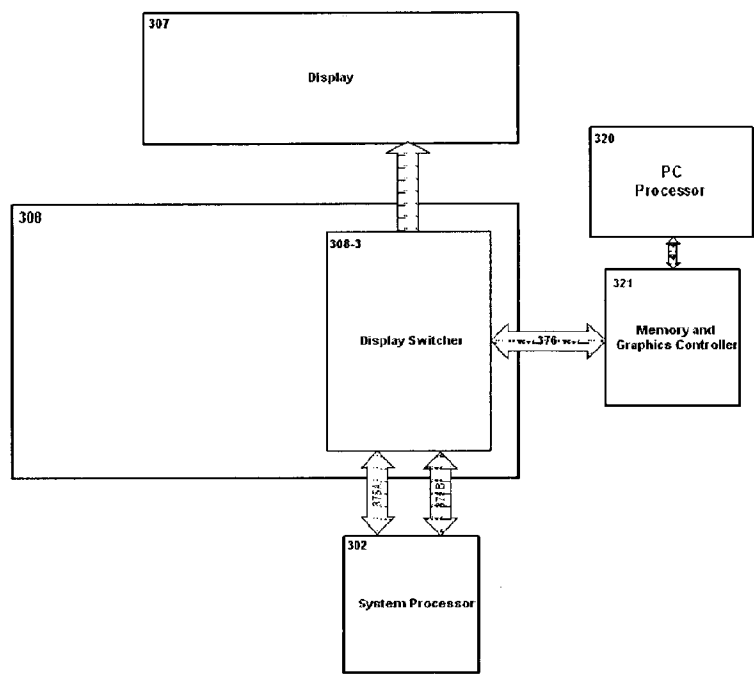 307
Display
320
PC
Processor
308
308-3
Display Switcher
376
321
Memory and
Graphics Controller
375A
302
System Processor